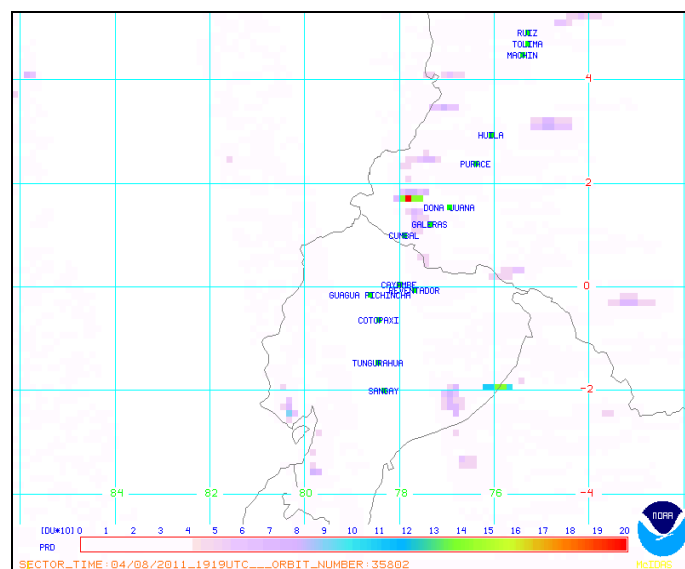 RUIZ
TOLIMA
MACHIN
4
HUILA
PURACE
2
DONA JUANA
GALERAS
CUMBAL
CAYAMBE
REVENTADOR
0
GUAGUA PICHINCHA
COTOPAXI
TUNGURAHUA
SANGAY
-2
84 82 80 78 76 -4
[DU*10] 0 1 2 3 4 5 6 7 8 9 10 11 12 13 14 15 16 17 18 19 20
PRD
NOAA
SECTOR_TIME:04/08/2011_1919UTC___ORBIT_NUMBER:35802
McIDAS